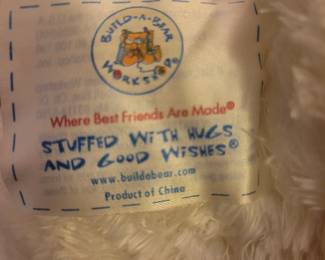 BUILD-A-BEAR
WORKSHOP
Where Best Friends Are Made®
STUFFED WITH HUGS
AND GOOD WISHES®
www.buildabear.com
Product of China